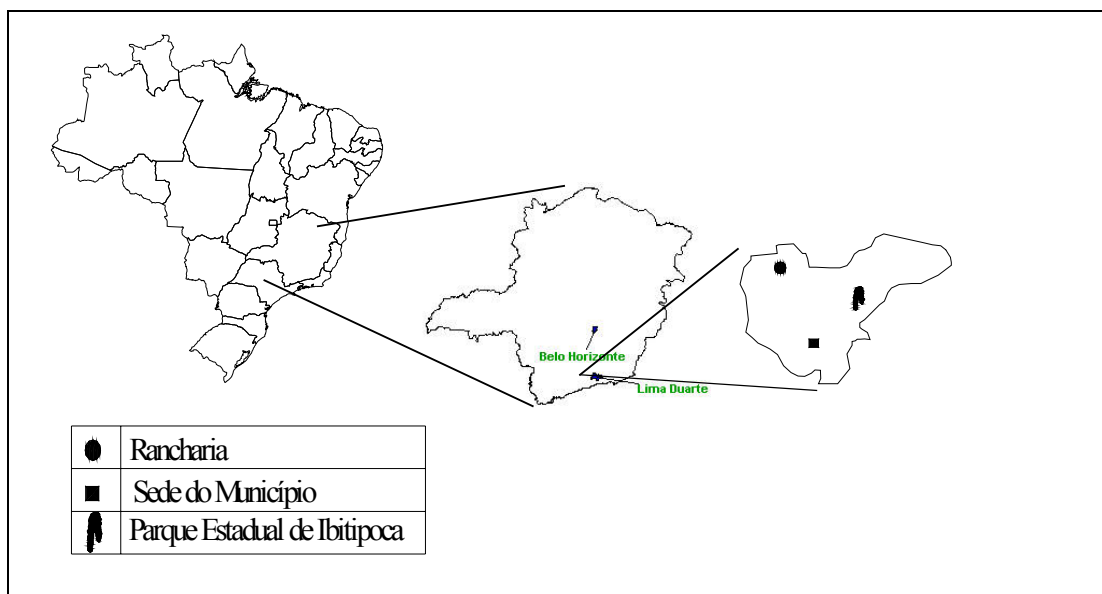 Belo Horizonte
Lima Duarte
Rancharia
Sede do Município
Parque Estadual de Ibitipoca